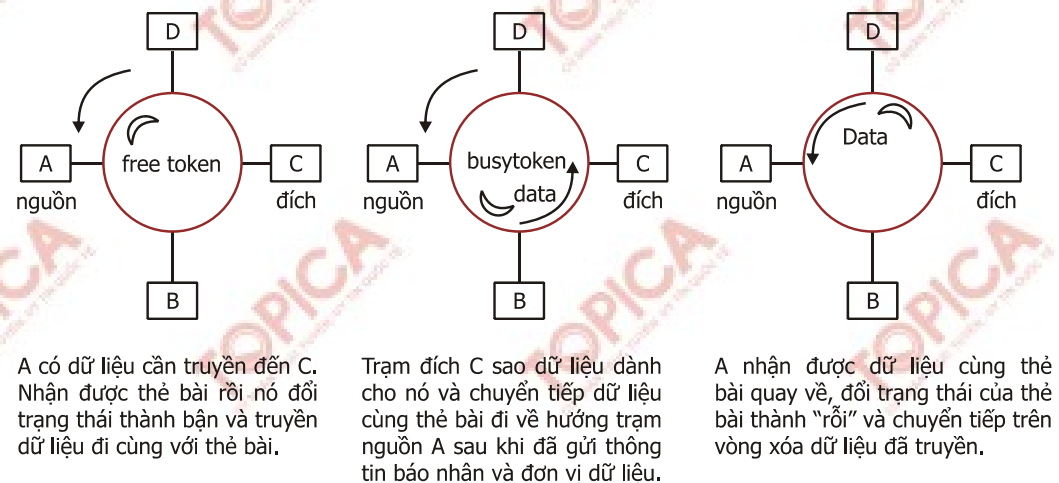 D
free token
A
C
nguồn
đích
B
A có dữ liệu cần truyền đến C.
Nhận được thẻ bài rồi nó đổi
trạng thái thành bận và truyền
dữ liệu đi cùng với thẻ bài.
D
busytoken
data
A
C
nguồn
đích
B
Trạm đích C sao dữ liệu dành
cho nó và chuyển tiếp dữ liệu
cùng thẻ bài đi về hướng trạm
nguồn A sau khi đã gửi thông
tin báo nhận và đơn vị dữ liệu.
D
Data
A
C
nguồn
đích
B
A nhận được dữ liệu cùng thẻ
bài quay về, đổi trạng thái của thẻ
bài thành “rỗi” và chuyển tiếp trên
vòng xóa dữ liệu đã truyền.
TOPICA
TOPICA
TOPICA